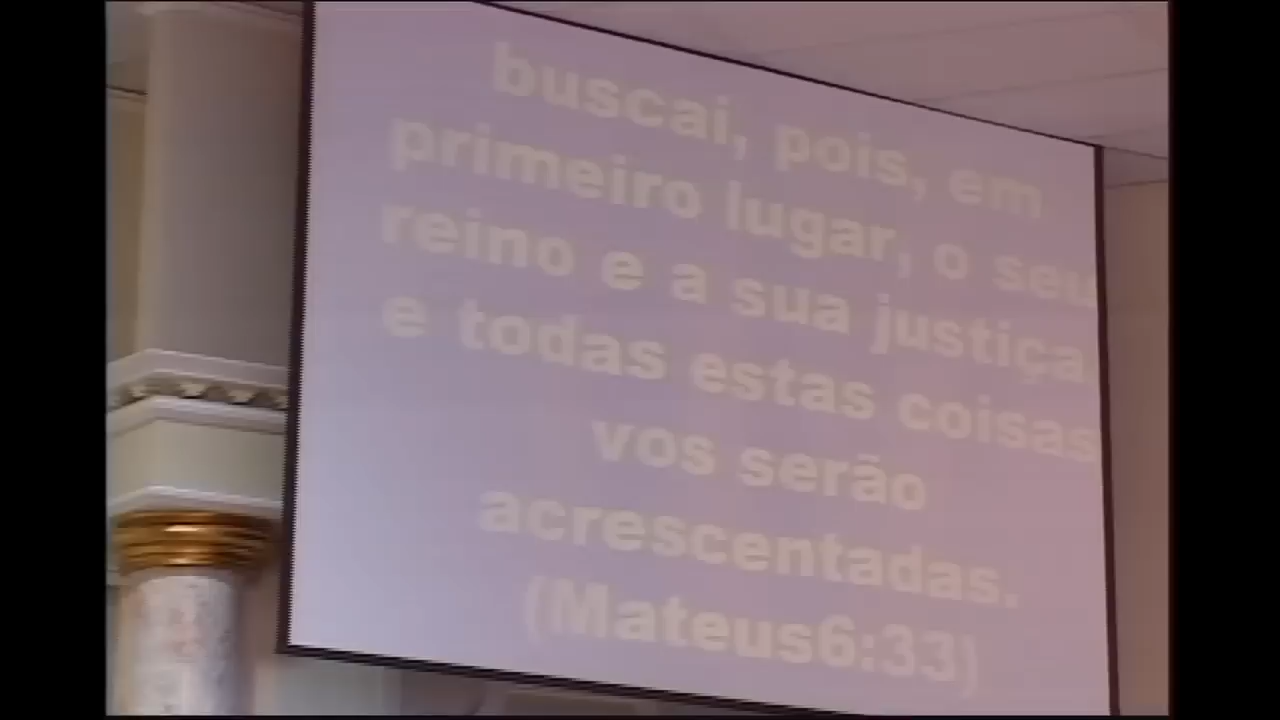 buscai, pois, em
primeiro lugar, o seu
reino e a sua justiça,
e todas estas coisas
vos serão
acrescentadas.
(Mateus6:33)